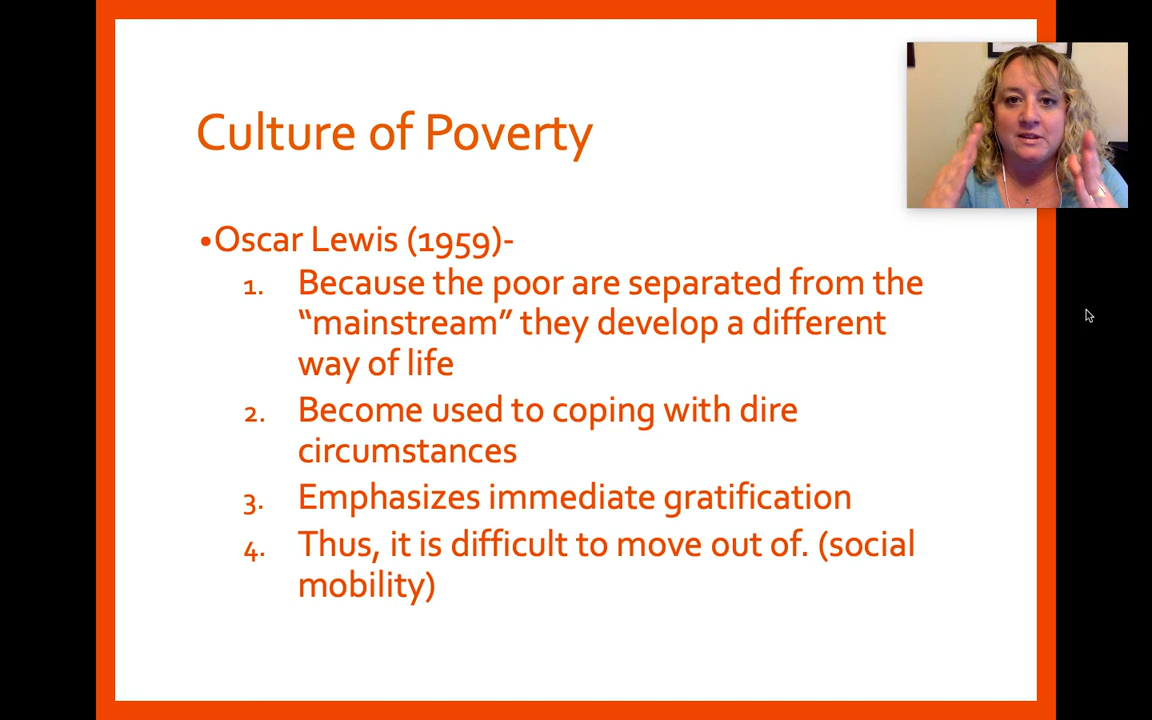 Culture of Poverty
•Oscar Lewis (1959)-
1. Because the poor are separated from the
“mainstream” they develop a different
way of life
2. Become used to coping with dire
circumstances
3. Emphasizes immediate gratification
4. Thus, it is difficult to move out of. (social
mobility)